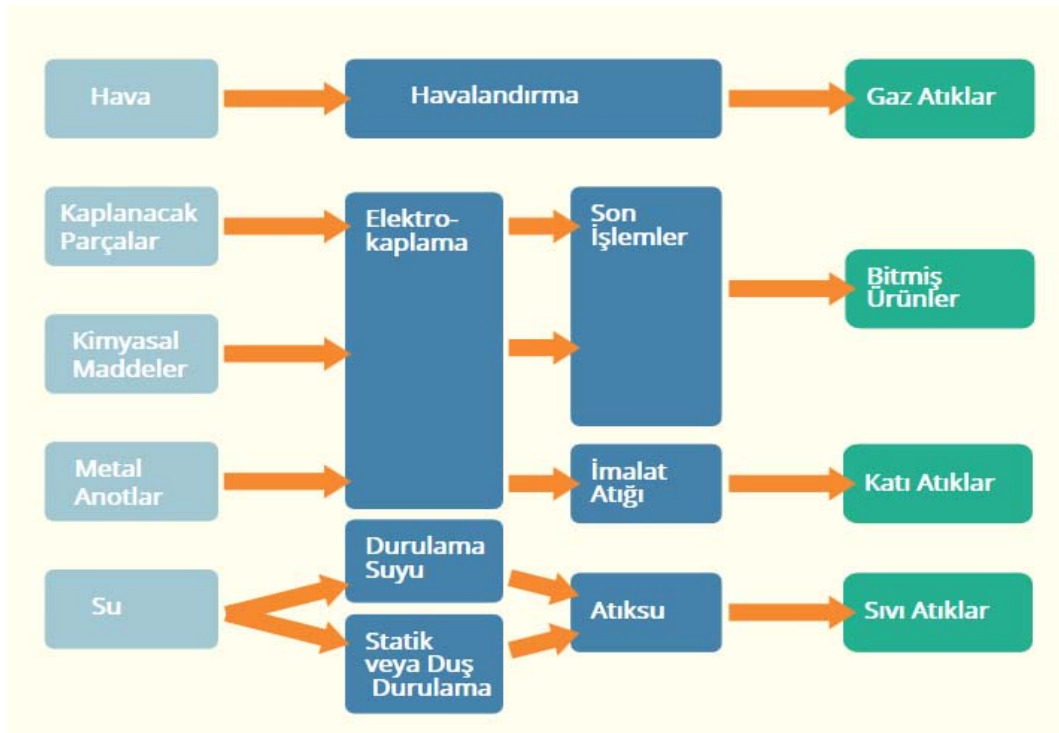 Hava
Havalandırma
Gaz Atıklar
Kaplanacak
Parçalar
Elektro-
kaplama
Son
İşlemler
Bitmiş
Ürünler
Kimyasal
Maddeler
Metal
Anotlar
İmalat
Atığı
Katı Atıklar
Su
Durulama
Suyu
Statik
veya Duş
Durulama
Atıksu
Sıvı Atıklar